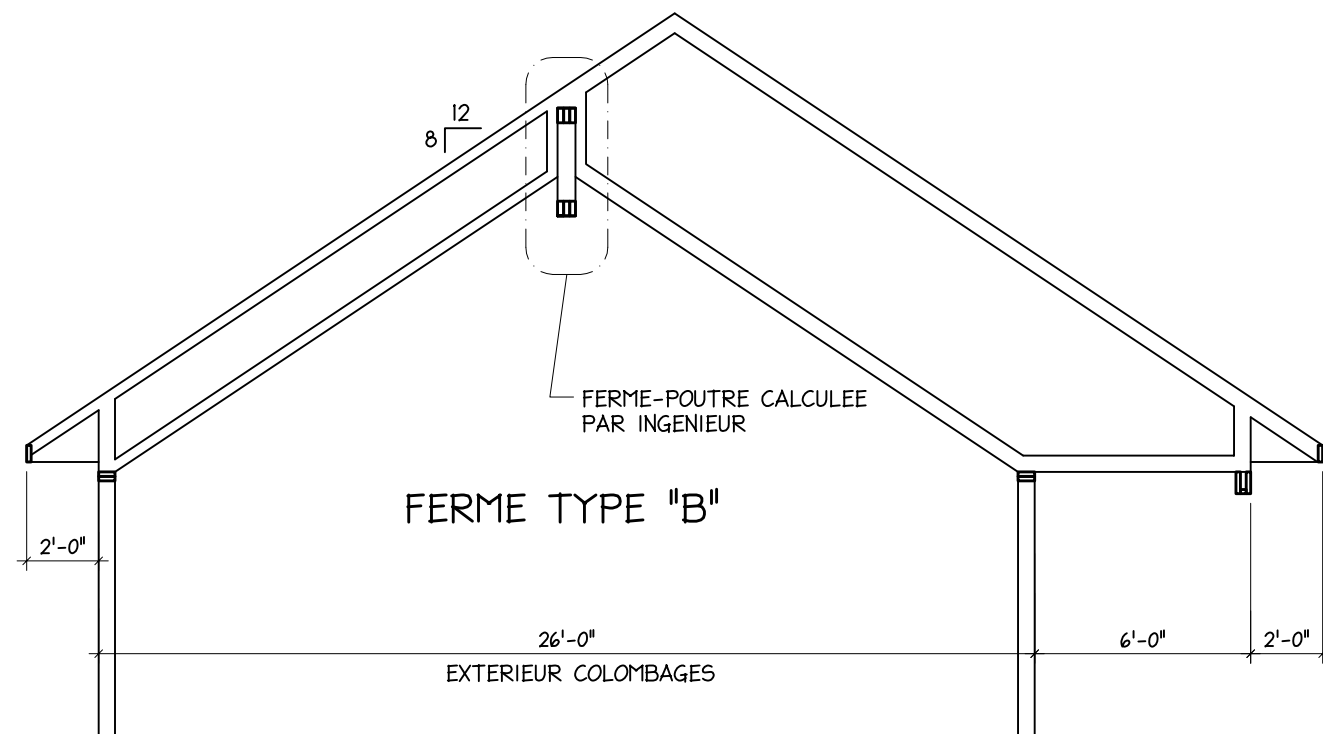 12
8
FERME-POUTRE CALCULEE
PAR INGENIEUR
FERME TYPE "B"
2'-0"
26'-0"
6'-0"
2'-0"
EXTERIEUR COLOMBAGES